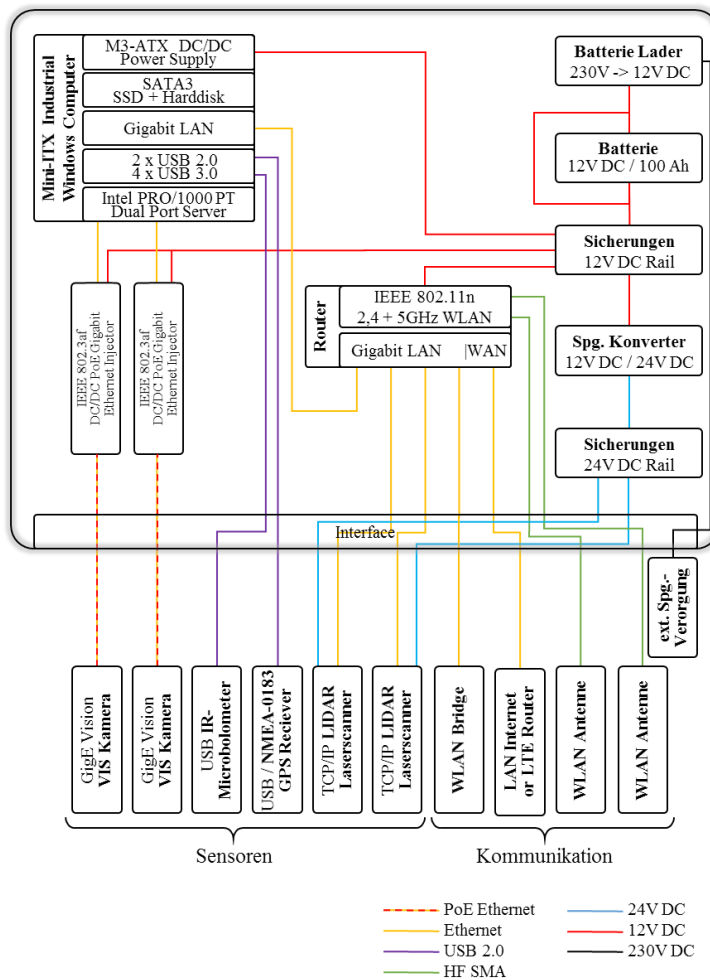 Mini-ITX Industrial
Windows Computer
M3-ATX DC/DC
Power Supply
SATA3
SSD + Harddisk
Gigabit LAN
2 x USB 2.0
4 x USB 3.0
Intel PRO/1000 PT
Dual Port Server
Batterie Lader
230V -> 12V DC
Batterie
12V DC / 100 Ah
Sicherungen
12V DC Rail
Spg. Konverter
12V DC / 24V DC
Sicherungen
24V DC Rail
Router
IEEE 802.11n
2,4 + 5GHz WLAN
Gigabit LAN |WAN
IEEE 802.3af
DC/DC PoE Gigabit
Ethernet Injector
IEEE 802.3af
DC/DC PoE Gigabit
Ethernet Injector
Interface
ext. Spg.-
Verorgung
GigE Vision
VIS Kamera
GigE Vision
VIS Kamera
USB IR-
Microbolometer
USB / NMEA-0183
GPS Reciever
TCP/IP LIDAR
Laserscanner
TCP/IP LIDAR
Laserscanner
WLAN Bridge
LAN Internet
or LTE Router
WLAN Antenne
WLAN Antenne
Sensoren
Kommunikation
PoE Ethernet
Ethernet
USB 2.0
HF SMA
24V DC
12V DC
230V DC